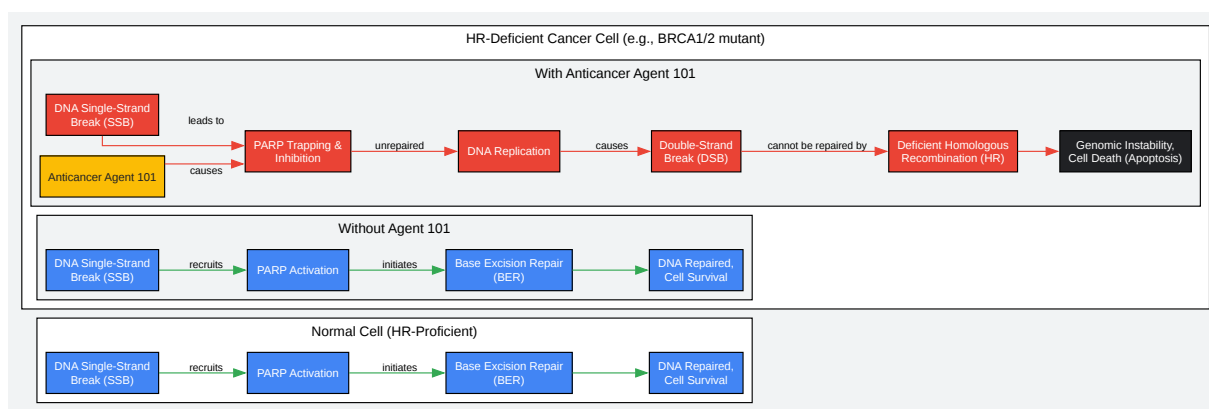 HR-Deficient Cancer Cell (e.g., BRCA1/2 mutant)
With Anticancer Agent 101
DNA Single-Strand
Break (SSB)
leads to
Anticancer Agent 101
causes
PARP Trapping &
Inhibition
unrepaired
DNA Replication
causes
Double-Strand
Break (DSB)
cannot be repaired by
Deficient Homologous
Recombination (HR)
Genomic Instability,
Cell Death (Apoptosis)
Without Agent 101
DNA Single-Strand
Break (SSB)
recruits
PARP Activation
initiates
Base Excision Repair
(BER)
DNA Repaired,
Cell Survival
Normal Cell (HR-Proficient)
DNA Single-Strand
Break (SSB)
recruits
PARP Activation
initiates
Base Excision Repair
(BER)
DNA Repaired,
Cell Survival